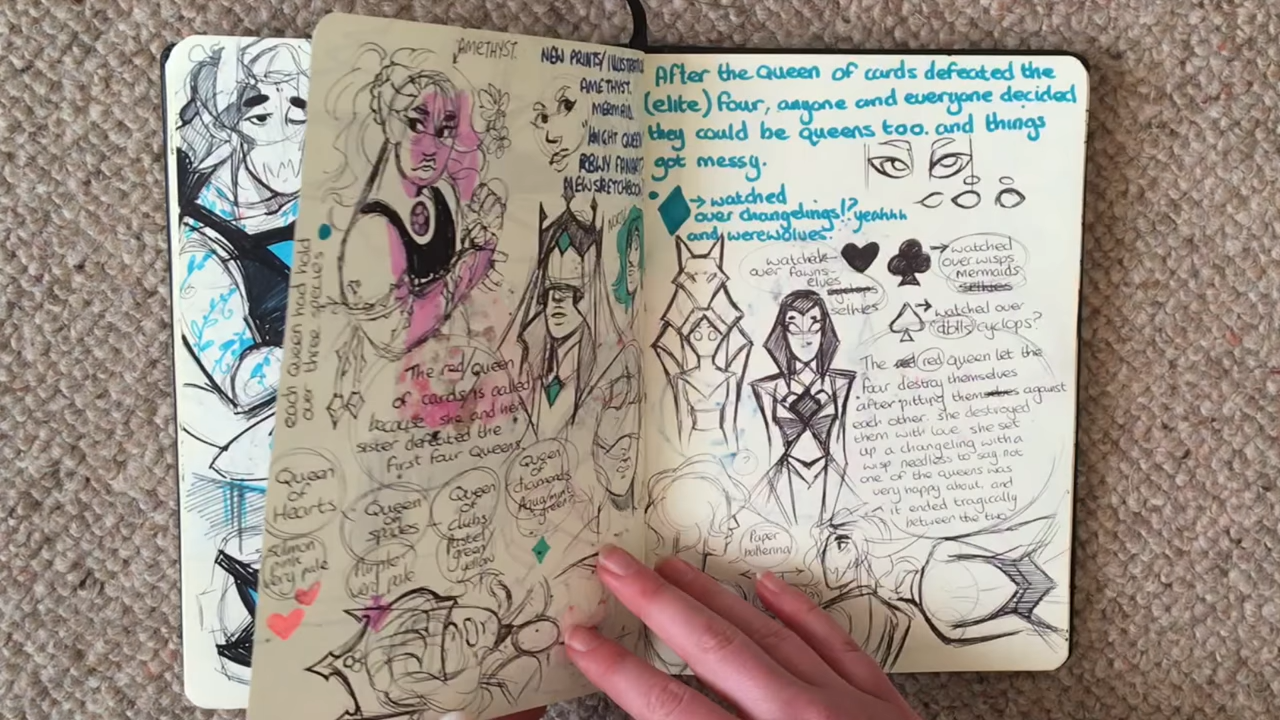 AMETHYST.
NEW PRINTS/
AMETHYST.
MERMAID.
"KNIGHT QUEEN
RBWY FANART
NEW SKETCHBOOK
each Queen had hold
over three species
The red Queen
of cards is called
because she and her
sister defeated the
first four Queens.
Queen
of
Hearts
salmon
pink
very pale
Queen
of
spades
Purple
and pale
Queen
of
clubs
Pastel
green
yellow
Queen
of
diamonds
Aqua/mint
green?
After the Queen of cards defeated the
(elite) four, anyone and everyone decided
they could be queens too. and things
got messy.
→ watched
over changelings!? yeahhh
and werewolves.
watched
over fawns-
elves
cyclops
selkies
→ watched
over wisps
mermaids
selkies
→ watched over
dolls cyclops?
The red red queen let the
four destroy themselves
after pitting themselves against
each other. she destroyed
them with love. she set
up a changeling with a
wisp. needless to say, not
one of the queens was
very happy about, and
it ended tragically
between the two
Paper
ballerina